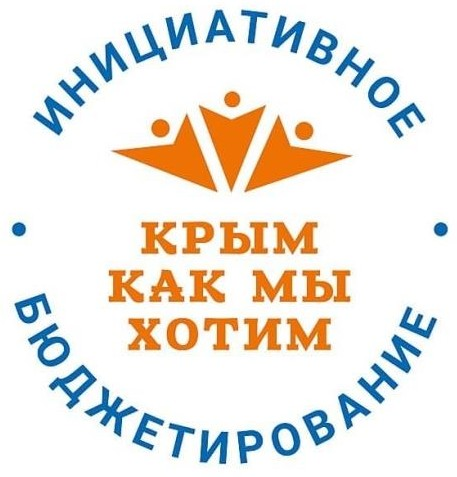 ИНИЦИАТИВНОЕ
КРЫМ
КАК МЫ
ХОТИМ
БЮДЖЕТИРОВАНИЕ